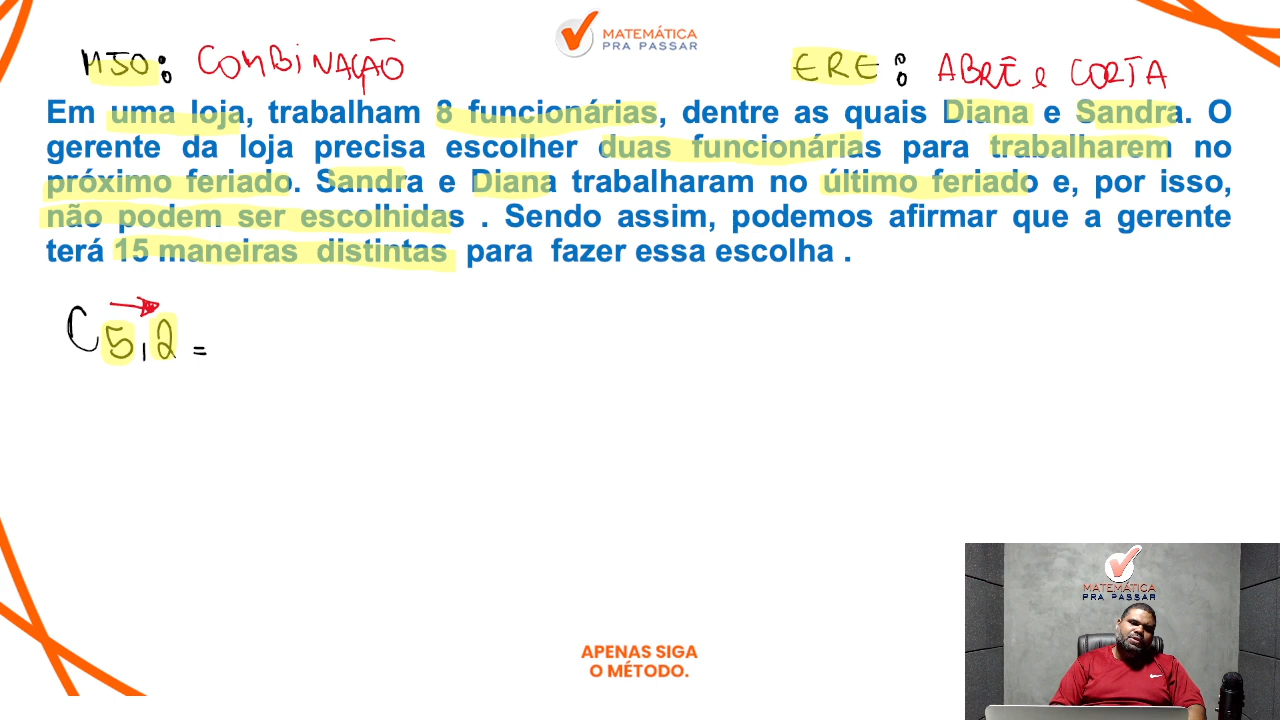 MATEMÁTICA
PRA PASSAR
MJO: COMBINAÇÃO
ERE: ABRE e CORTA
Em uma loja, trabalham 8 funcionárias, dentre as quais Diana e Sandra. O
gerente da loja precisa escolher duas funcionárias para trabalharem no
próximo feriado. Sandra e Diana trabalharam no último feriado e, por isso,
não podem ser escolhidas . Sendo assim, podemos afirmar que a gerente
terá 15 maneiras distintas para fazer essa escolha .
C5,2 =
MATEMÁTICA
PRA PASSAR
APENAS SIGA
O MÉTODO.